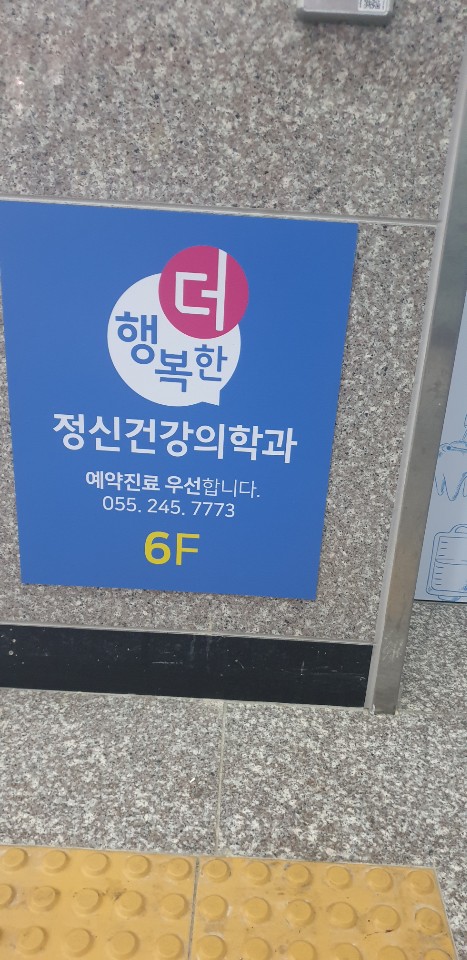 더
행복한
정신건강의학과
예약진료 우선합니다.
055. 245. 7773
6F